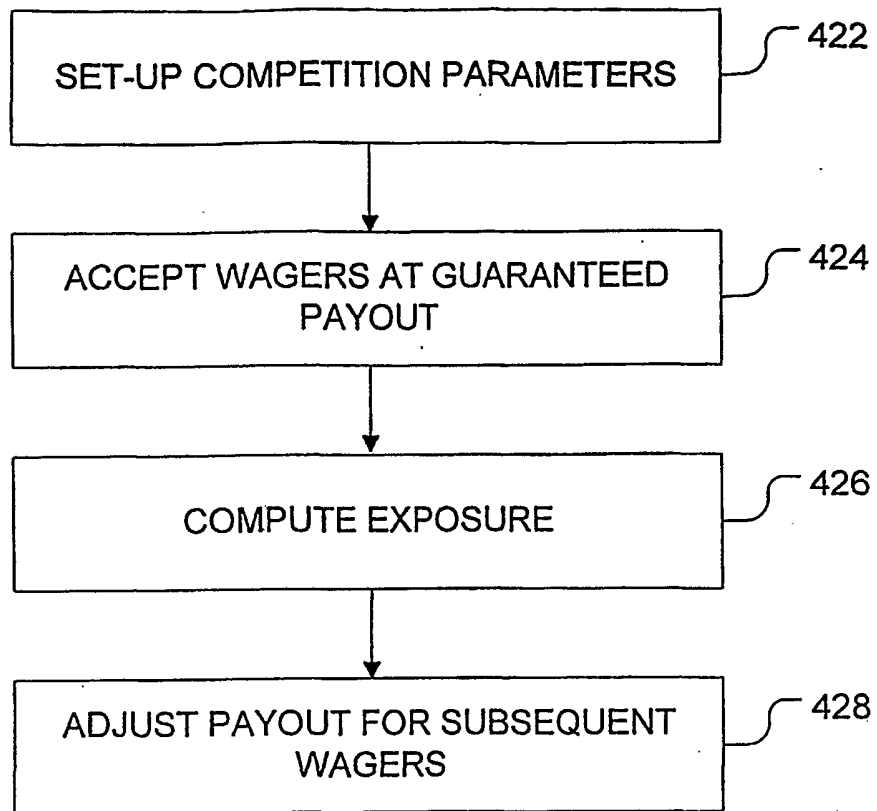 SET-UP COMPETITION PARAMETERS
422
ACCEPT WAGERS AT GUARANTEED
PAYOUT
424
COMPUTE EXPOSURE
426
ADJUST PAYOUT FOR SUBSEQUENT
WAGERS
428